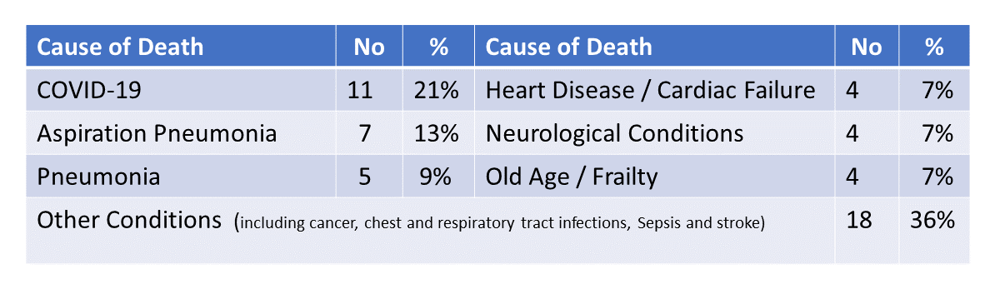 Cause of Death No % Cause of Death No %
COVID-19 11 21% Heart Disease / Cardiac Failure 4 7%
Aspiration Pneumonia 7 13% Neurological Conditions 4 7%
Pneumonia 5 9% Old Age / Frailty 4 7%
Other Conditions (including cancer, chest and respiratory tract infections, Sepsis and stroke) 18 36%